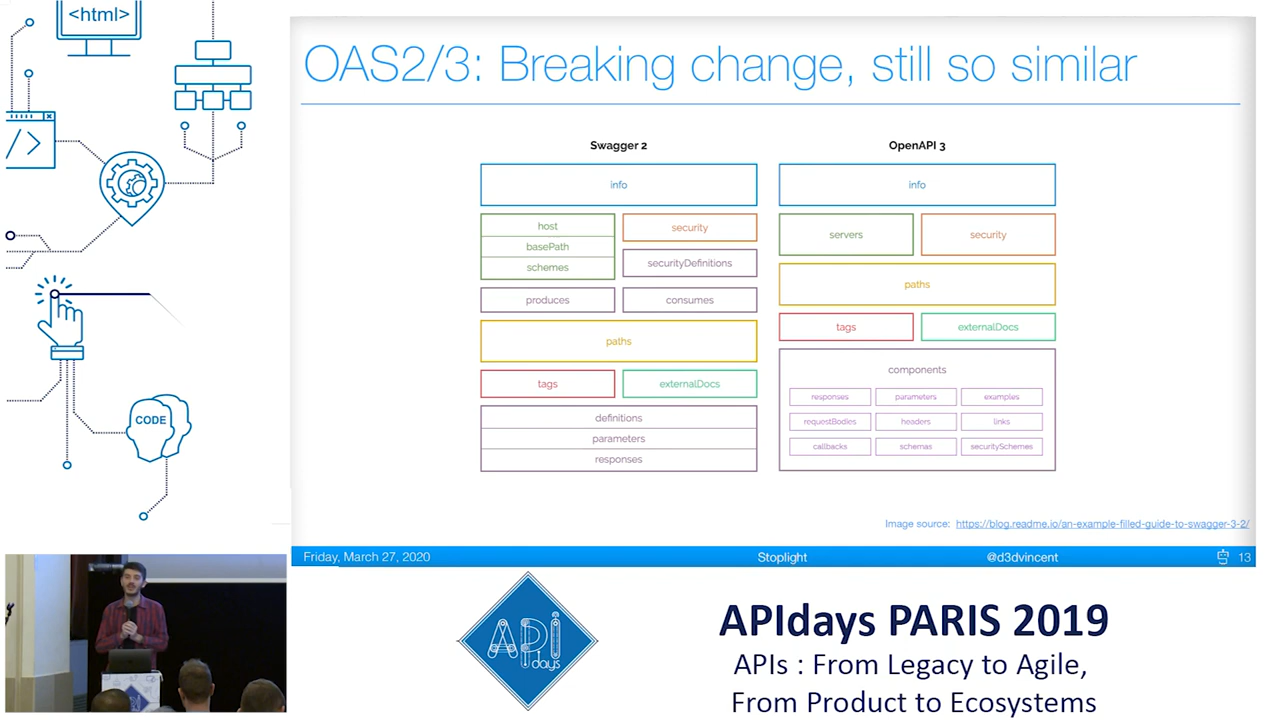 <html>
OAS2/3: Breaking change, still so similar
Swagger 2
OpenAPI 3
info
host
basePath
schemes
security
securityDefinitions
produces
consumes
paths
tags
externalDocs
definitions
parameters
responses
info
servers
security
paths
tags
externalDocs
components
responses
parameters
examples
requestBodies
headers
links
callbacks
schemas
securitySchemes
</>
CODE
Image source: https://blog.readme.io/an-example-filled-guide-to-swagger-3-2/
Friday, March 27, 2020
Stoplight
@d3dvincent
13
API
days
APIdays PARIS 2019
APIs : From Legacy to Agile,
From Product to Ecosystems